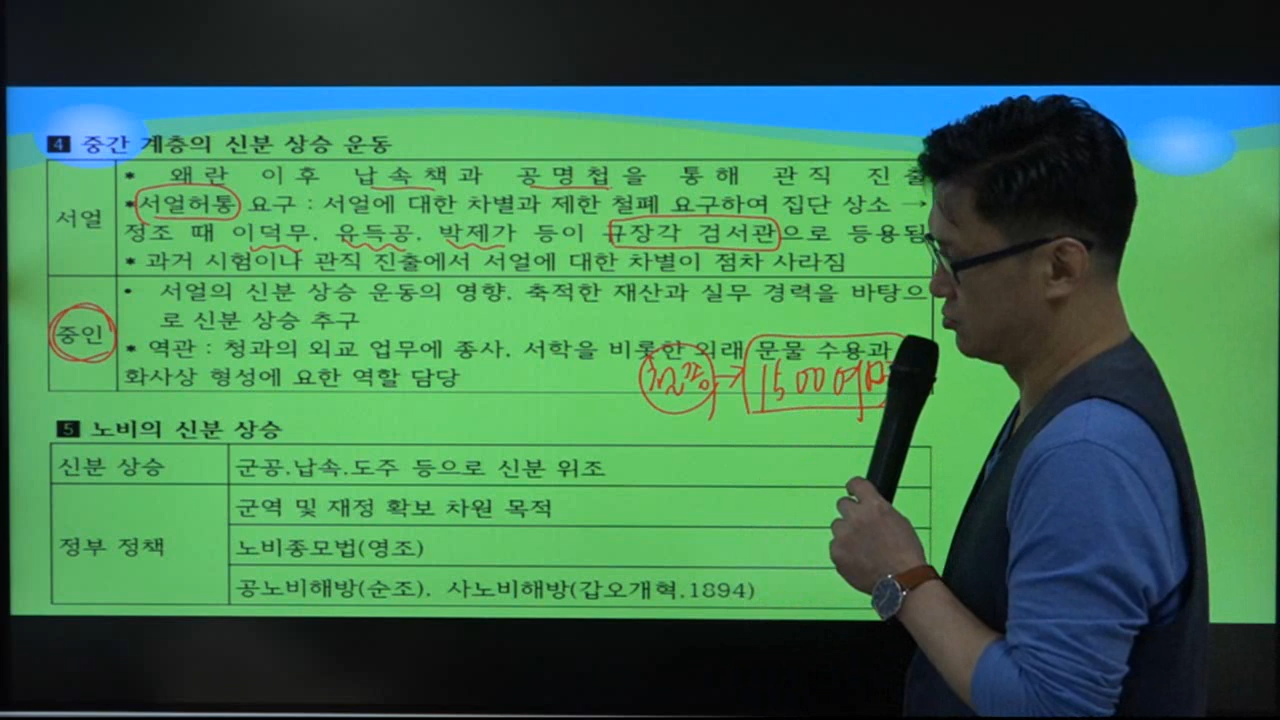 4 중간 계층의 신분 상승 운동
서얼
* 왜란 이후 납속책과 공명첩을 통해 관직 진출
*서얼허통 요구 : 서얼에 대한 차별과 제한 철폐 요구하여 집단 상소 →
정조 때 이덕무, 유득공, 박제가 등이 규장각 검서관으로 등용됨
* 과거 시험이나 관직 진출에서 서얼에 대한 차별이 점차 사라짐
중인
• 서얼의 신분 상승 운동의 영향, 축적한 재산과 실무 경력을 바탕으
로 신분 상승 추구
* 역관 : 청과의 외교 업무에 종사, 서학을 비롯한 외래 문물 수용과
화사상 형성에 요한 역할 담당
철종 → 1500여명
5 노비의 신분 상승
신분 상승
군공.납속.도주 등으로 신분 위조
정부 정책
군역 및 재정 확보 차원 목적
노비종모법(영조)
공노비해방(순조), 사노비해방(갑오개혁.1894)